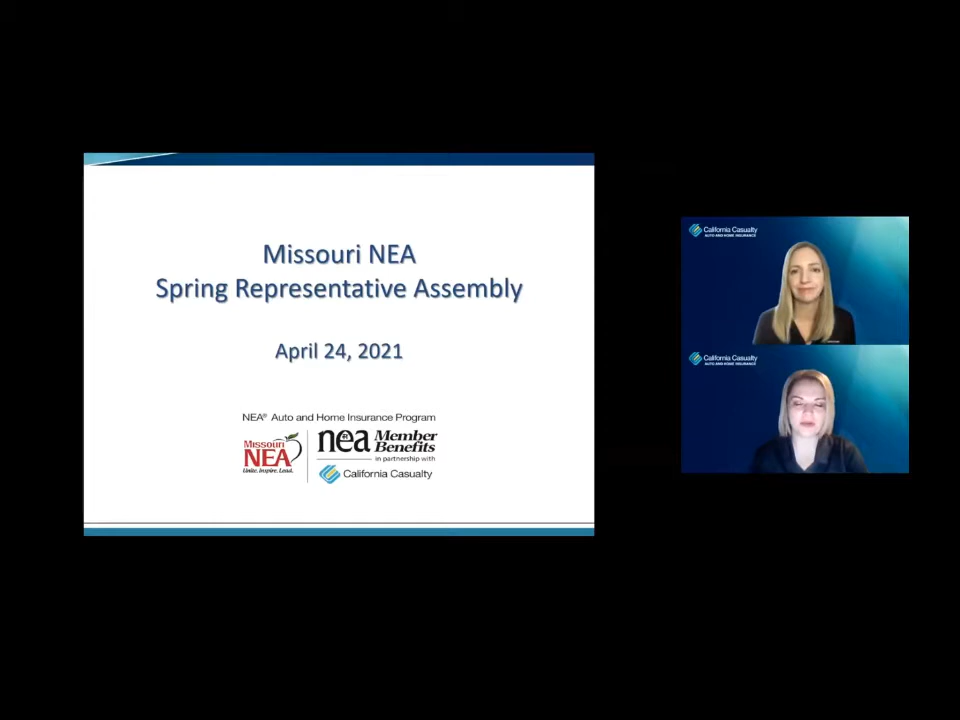 Missouri NEA
Spring Representative Assembly
April 24, 2021
NEA® Auto and Home Insurance Program
Missouri
NEA
Unite. Inspire. Lead.
nea Member
Benefits
in partnership with
California Casualty
California Casualty
AUTO AND HOME INSURANCE
California Casualty
AUTO AND HOME INSURANCE